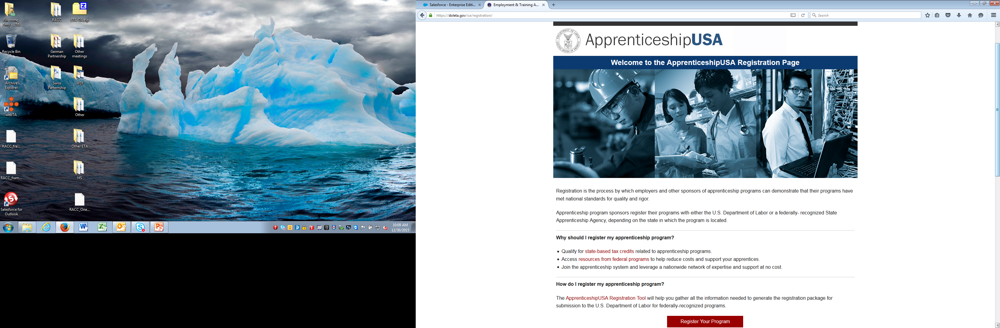 Firestone,
Amy - ETA
RACC
ETA OA.zip
Recycle Bin
German
Partnership
Other
meetings
Archive
Explorer
Swiss
Parternship
WDI
webTA
Other
RACC_fra...
Other ETA
RACC_fram...
HS
Salesforce for
Outlook
RACC_One...
10:09 AM
12/30/2015
Salesforce - Enterprise Editi...
Employment & Training A...
https://doleta.gov/oa/registration/
Search
ApprenticeshipUSA
Welcome to the ApprenticeshipUSA Registration Page
Registration is the process by which employers and other sponsors of apprenticeship programs can demonstrate that their programs have
met national standards for quality and rigor.
Apprenticeship program sponsors register their programs with either the U.S. Department of Labor or a federally- recognized State
Apprenticeship Agency, depending on the state in which the program is located.
Why should I register my apprenticeship program?
• Qualify for state-based tax credits related to apprenticeship programs.
• Access resources from federal programs to help reduce costs and support your apprentices.
• Join the apprenticeship system and leverage a nationwide network of expertise and support at no cost.
How do I register my apprenticeship program?
The ApprenticeshipUSA Registration Tool will help you gather all the information needed to generate the registration package for
submission to the U.S. Department of Labor for federally-recognized programs.
Register Your Program